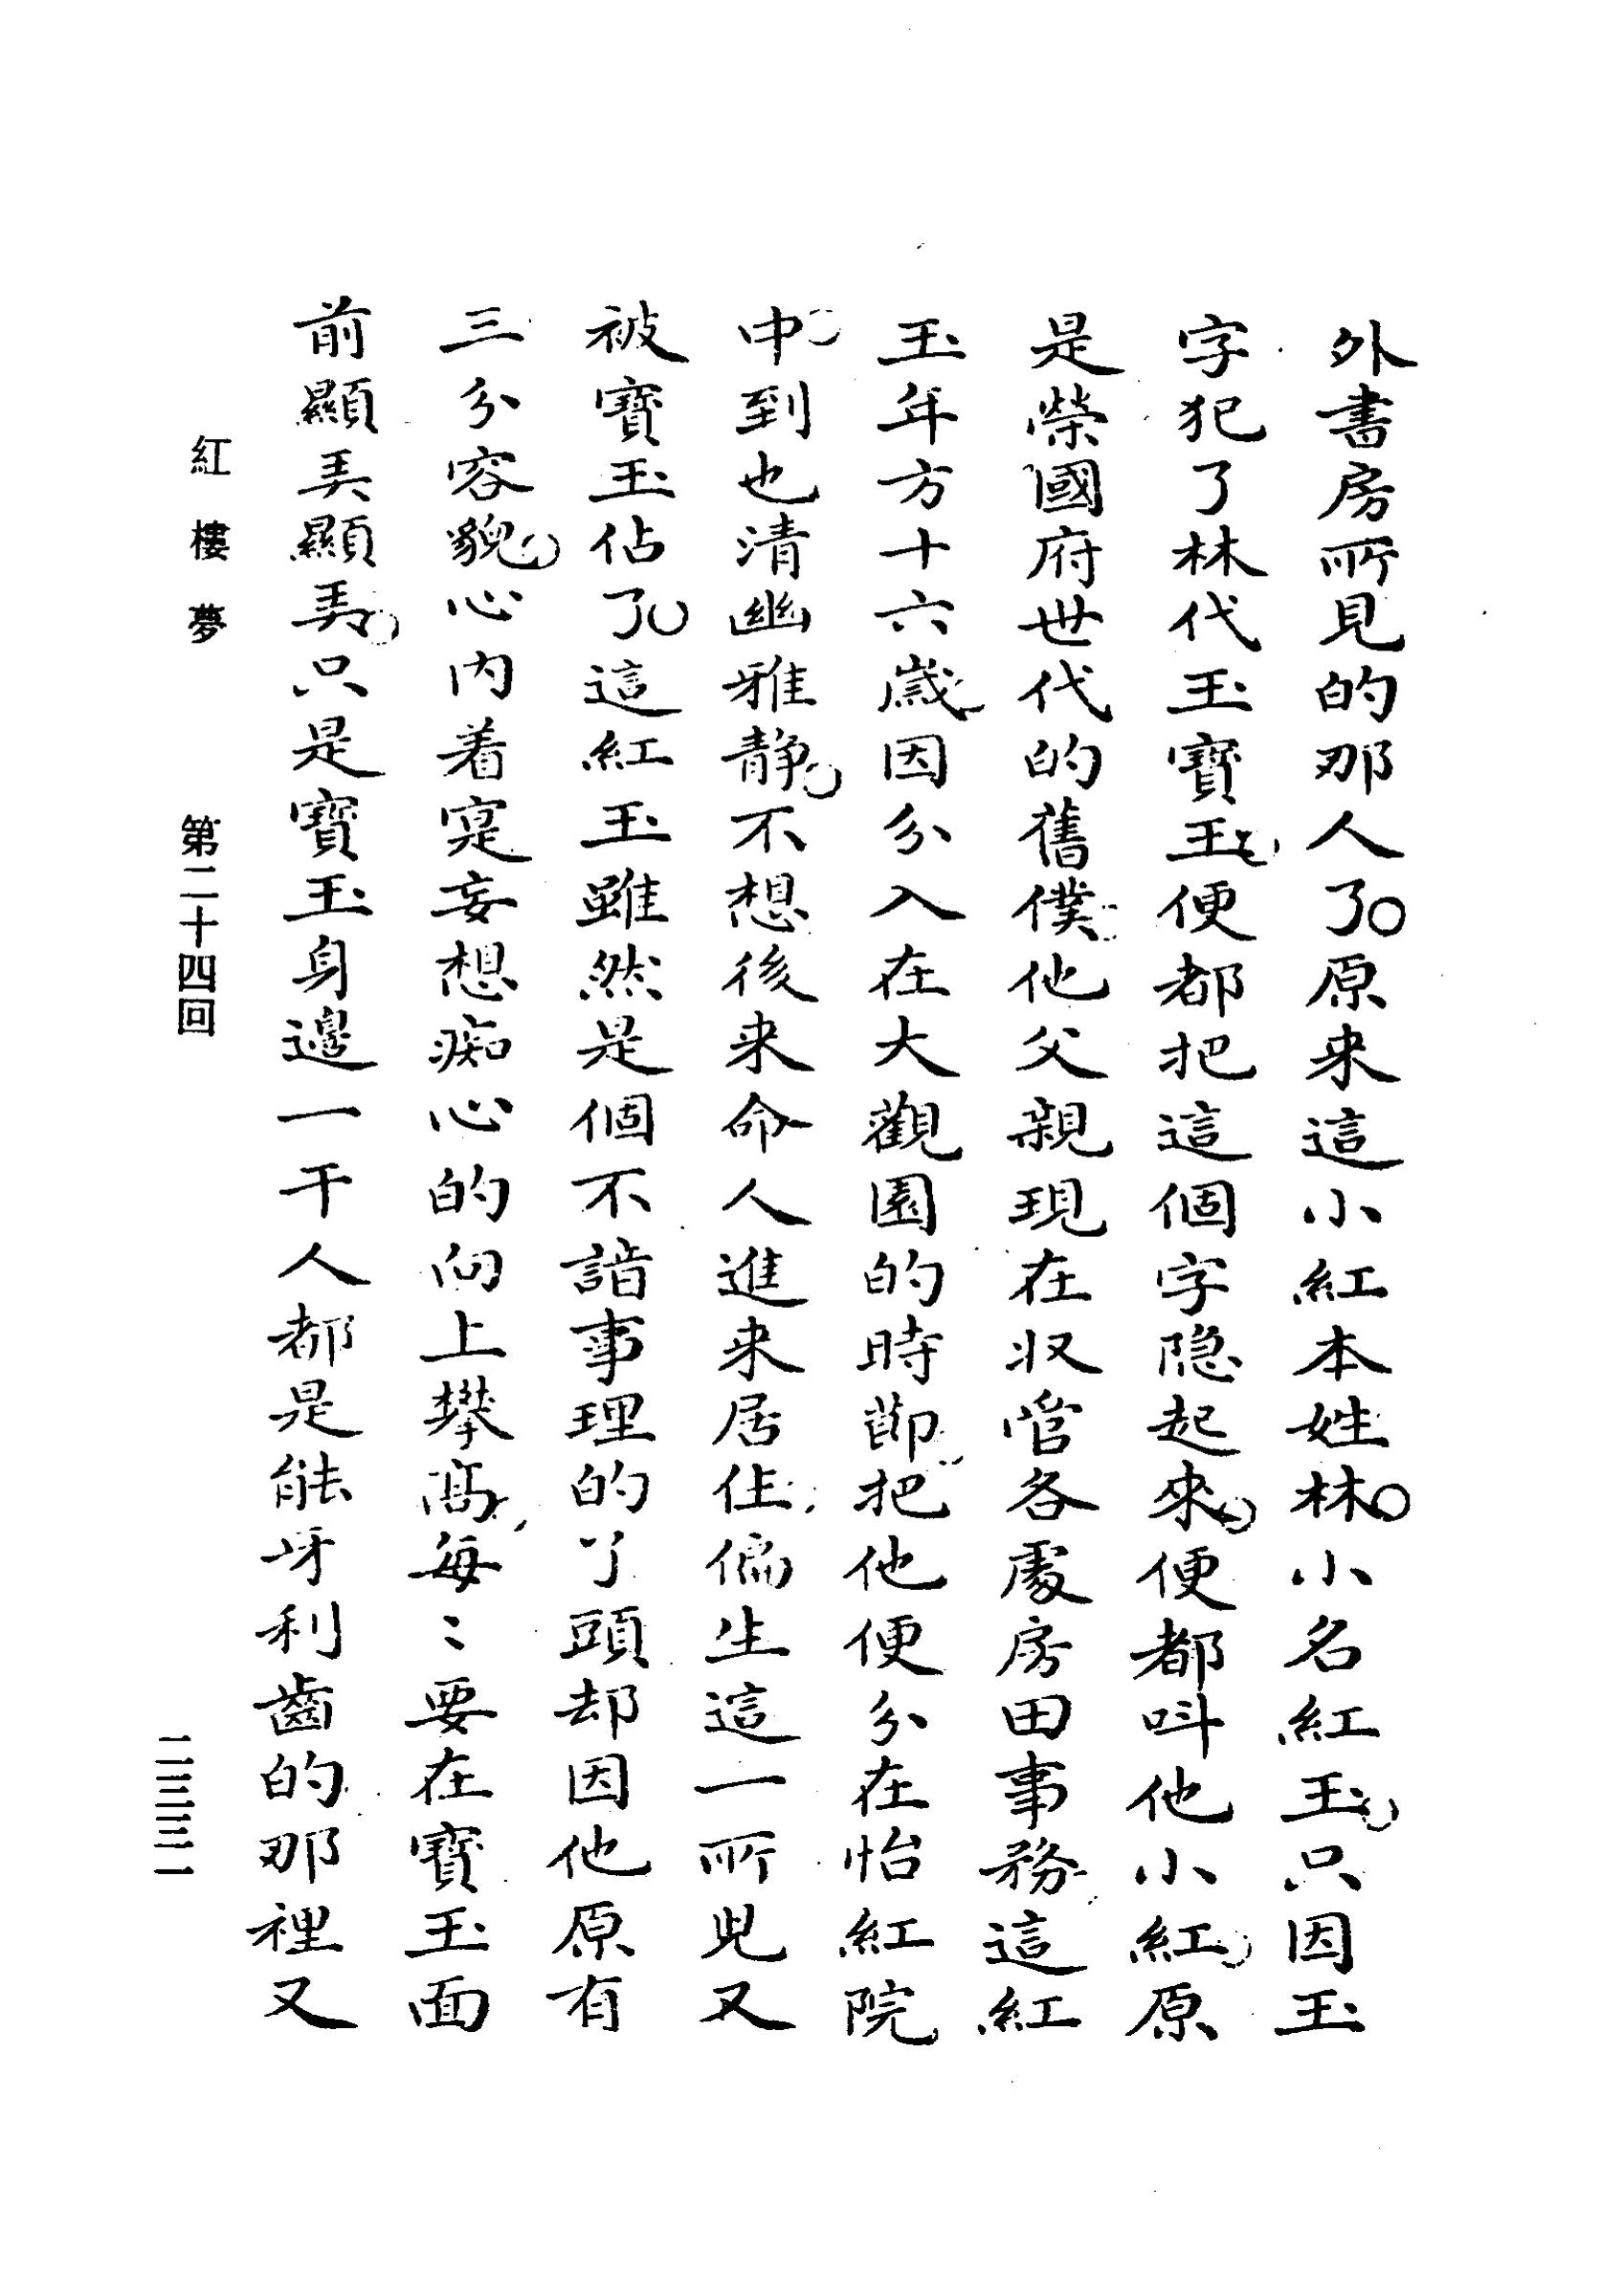 外書房所見的那人了○原来這小紅本姓林○小名紅玉○只因玉
字犯了林代玉寶玉○便都把這個字隐起來○便都呌他小紅○原
是榮國府世代的舊僕他父親現在収管各處房田事務這紅
玉年方十六歲因分入在大觀園的時節把他便分在怡紅院
中○到也清幽雅静○不想後来命人進来居住偏生這一所児又
被寶玉佔了○這紅玉雖然是個不諳事理的丫頭却因他原有
三分容貌○心内着寔妄想痴心的向上攀高每〻要在寶玉面
前顯弄顯弄○只是寶玉身邊一干人都是能牙利齒的那裡又
紅樓夢 第二十四回 二三三一